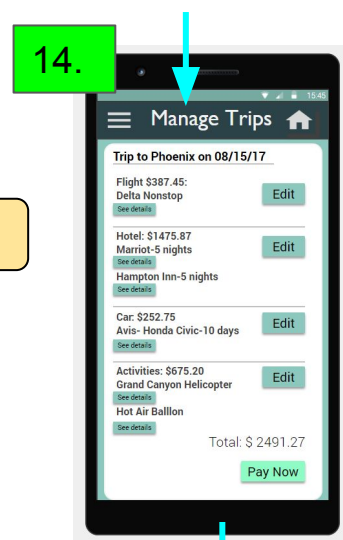 14.
15:45
Manage Trips
Trip to Phoenix on 08/15/17
Flight $387.45:
Delta Nonstop
Edit
See details
Hotel: $1475.87
Marriot-5 nights
Edit
See details
Hampton Inn-5 nights
See details
Car: $252.75
Avis- Honda Civic-10 days
Edit
See details
Activities: $675.20
Grand Canyon Helicopter
Edit
See details
Hot Air Balllon
See details
Total: $ 2491.27
Pay Now